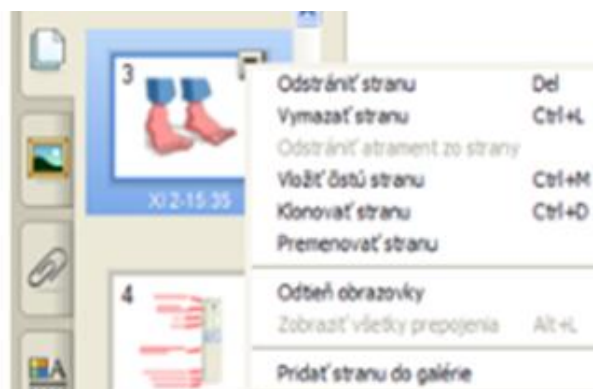 3
XI 2-15:35
4
Odstrániť stranu Del
Vymazať stranu Ctrl+L
Odstrániť atrament zo strany
Vložiť čistú stranu Ctrl+M
Klonovať stranu Ctrl+D
Premenovať stranu
Odtieň obrazovky
Zobraziť všetky prepojenia Alt+L
Pridať stranu do galérie
A